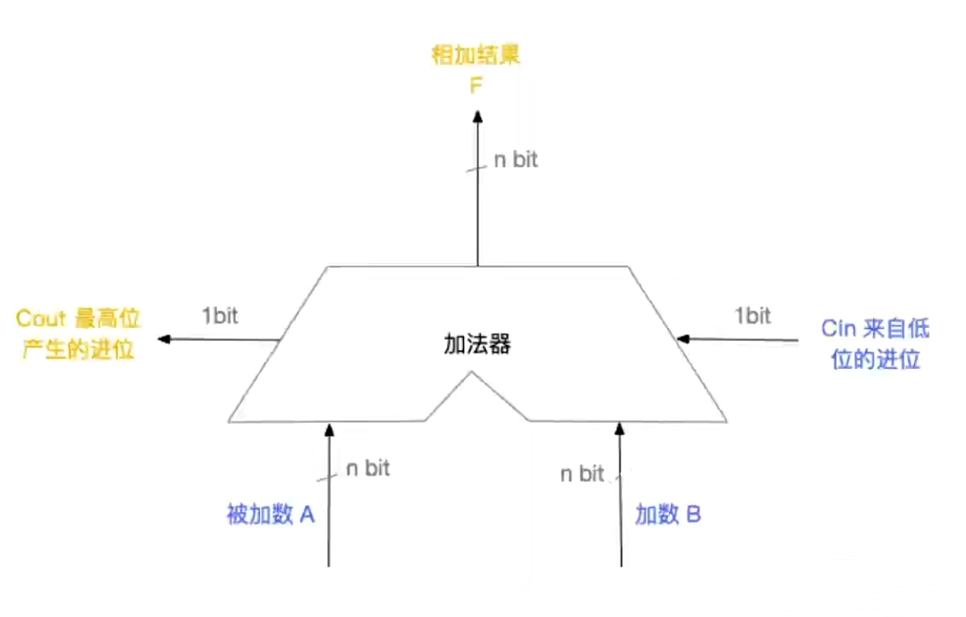 相加结果
F
n bit
Cout 最高位
产生的进位
1bit
加法器
1bit
Cin 来自低
位的进位
n bit
被加数 A
n bit
加数 B